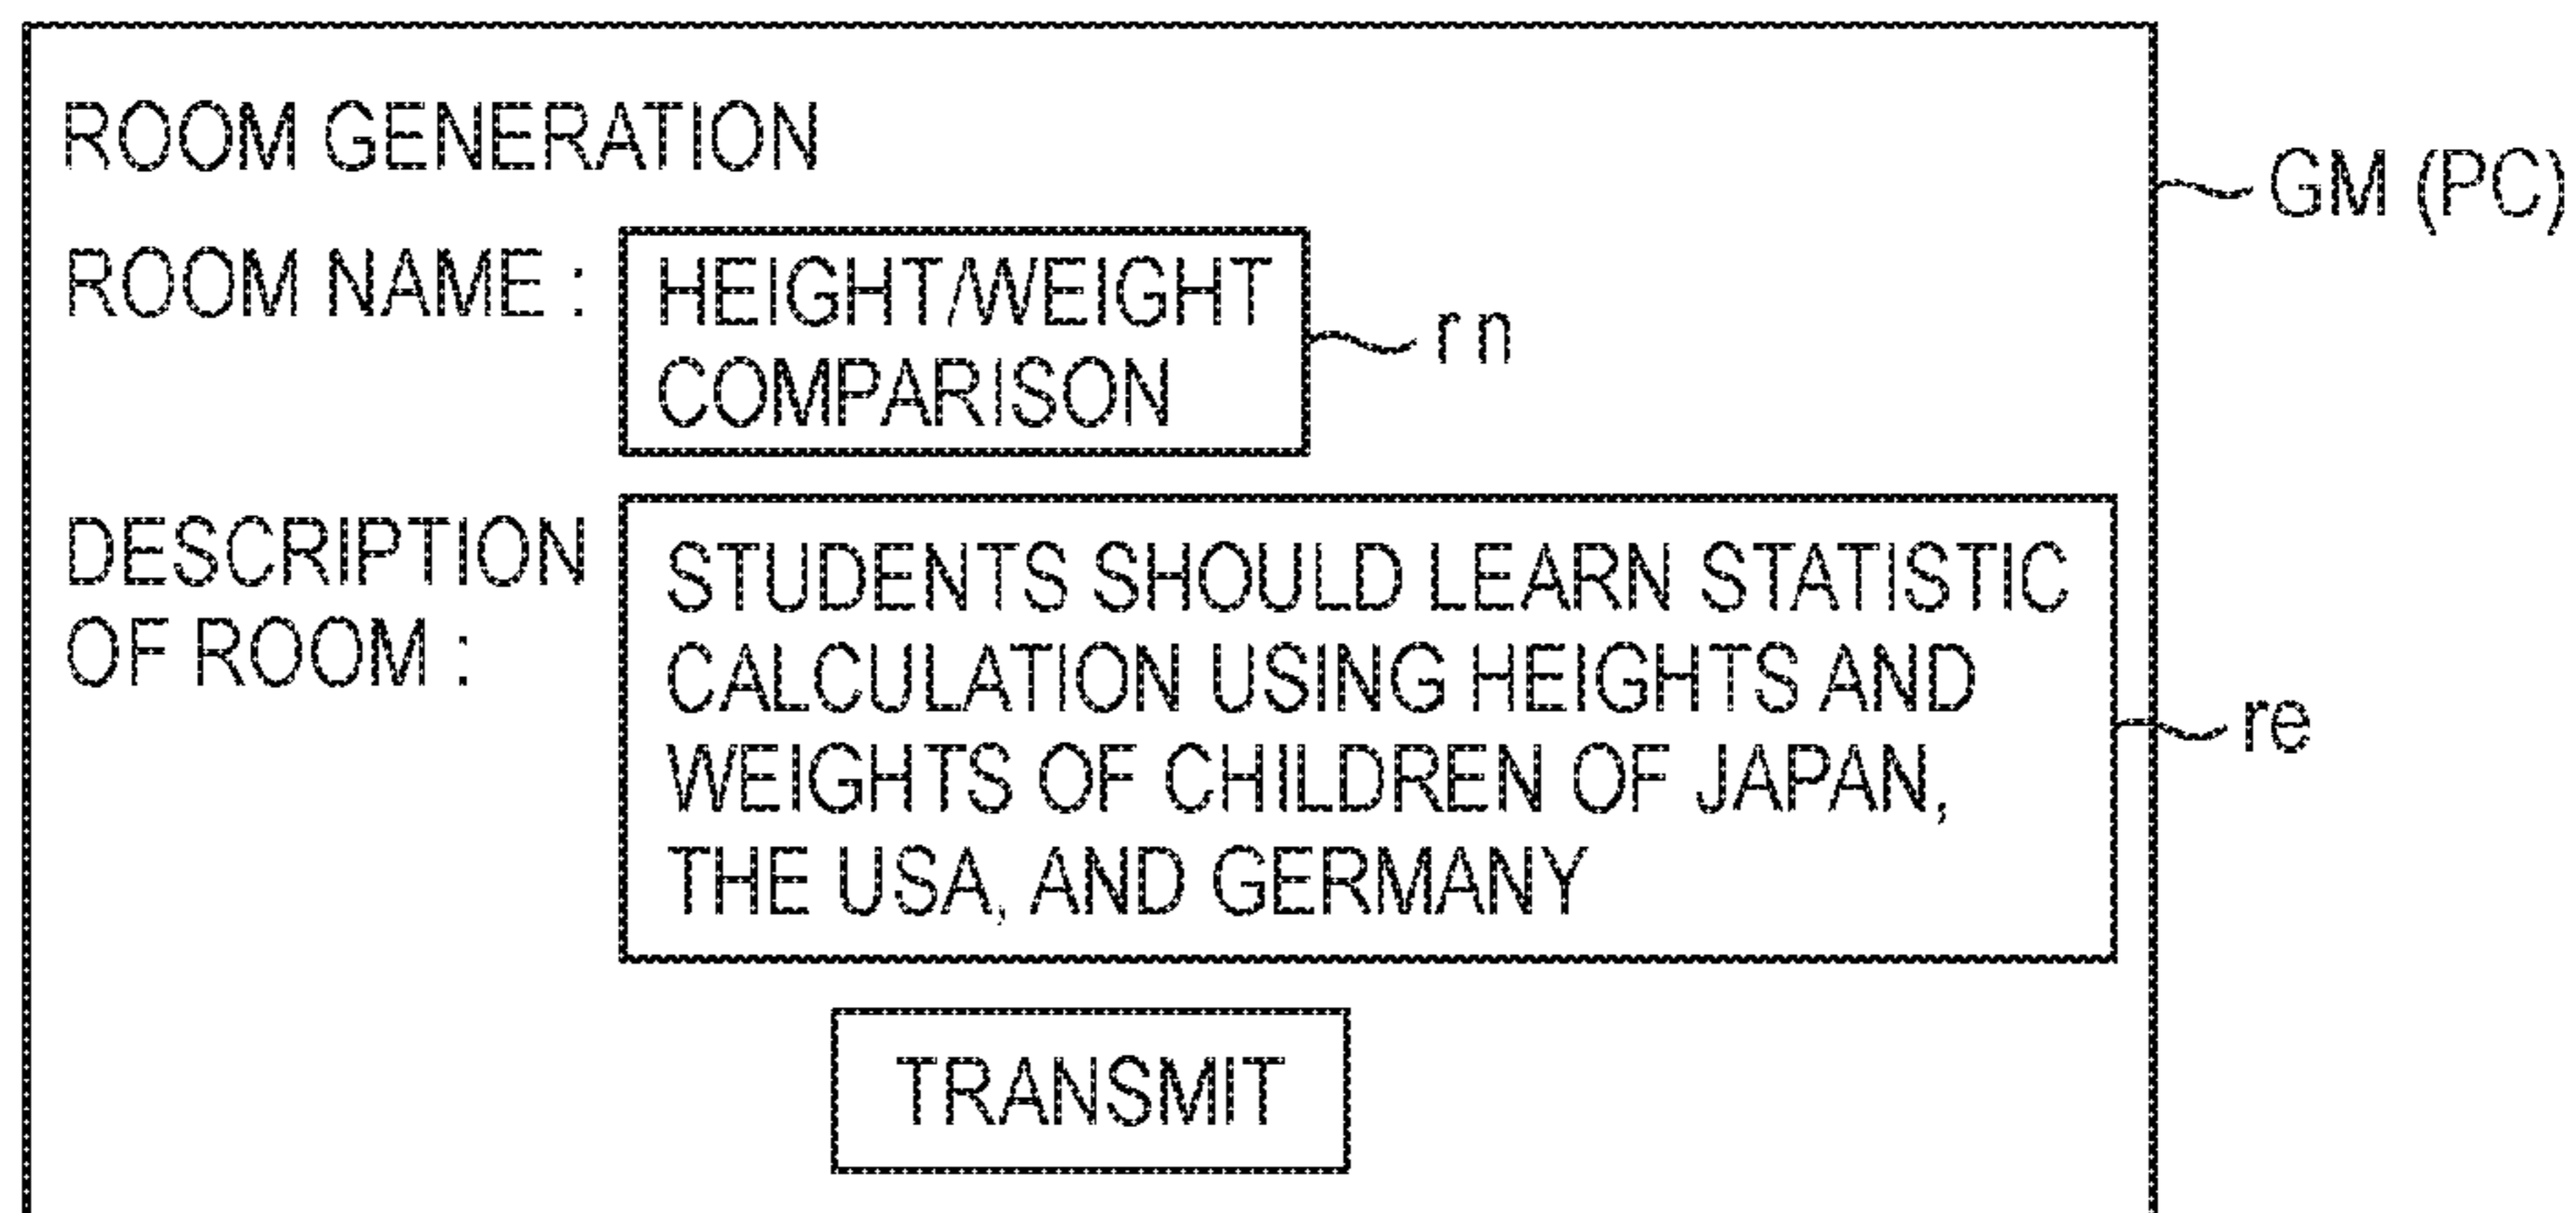 ROOM GENERATION
GM (PC)
ROOM NAME : HEIGHT/WEIGHT
COMPARISON
rn
DESCRIPTION
OF ROOM :
STUDENTS SHOULD LEARN STATISTIC
CALCULATION USING HEIGHTS AND
WEIGHTS OF CHILDREN OF JAPAN,
THE USA, AND GERMANY
re
TRANSMIT